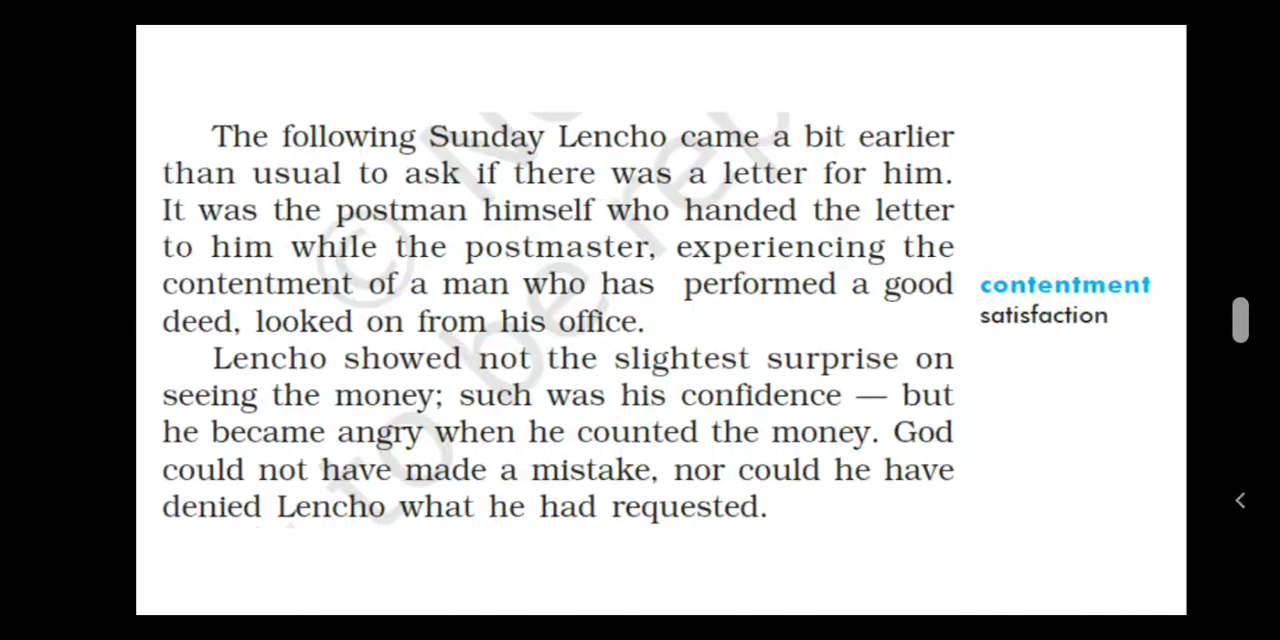 The following Sunday Lencho came a bit earlier
than usual to ask if there was a letter for him.
It was the postman himself who handed the letter
to him while the postmaster, experiencing the
contentment of a man who has performed a good
deed, looked on from his office.
contentment
satisfaction
Lencho showed not the slightest surprise on
seeing the money; such was his confidence — but
he became angry when he counted the money. God
could not have made a mistake, nor could he have
denied Lencho what he had requested.
© N
to be rep